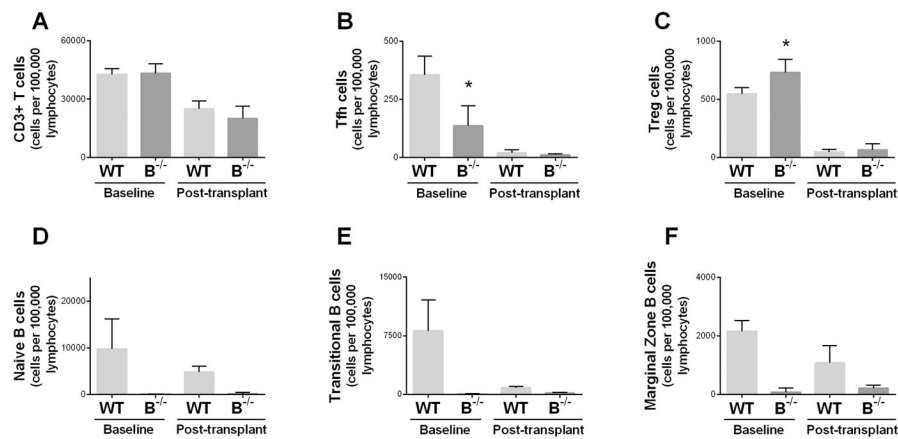 A
CD3+ T cells
(cells per 100,000
lymphocytes)
60000
30000
0
WT B-/- WT B-/-
Baseline Post-transplant
B
Tfh cells
(cells per 100,000
lymphocytes)
500
250
0
*
WT B-/- WT B-/-
Baseline Post-transplant
C
Treg cells
(cells per 100,000
lymphocytes)
1000
500
0
*
WT B-/- WT B-/-
Baseline Post-transplant
D
Naive B cells
(cells per 100,000
lymphocytes)
20000
10000
0
WT B-/- WT B-/-
Baseline Post-transplant
E
Transitional B cells
(cells per 100,000
lymphocytes)
15000
7500
0
WT B-/- WT B-/-
Baseline Post-transplant
F
Marginal Zone B cells
(cells per 100,000
lymphocytes)
4000
2000
0
WT B-/- WT B-/-
Baseline Post-transplant